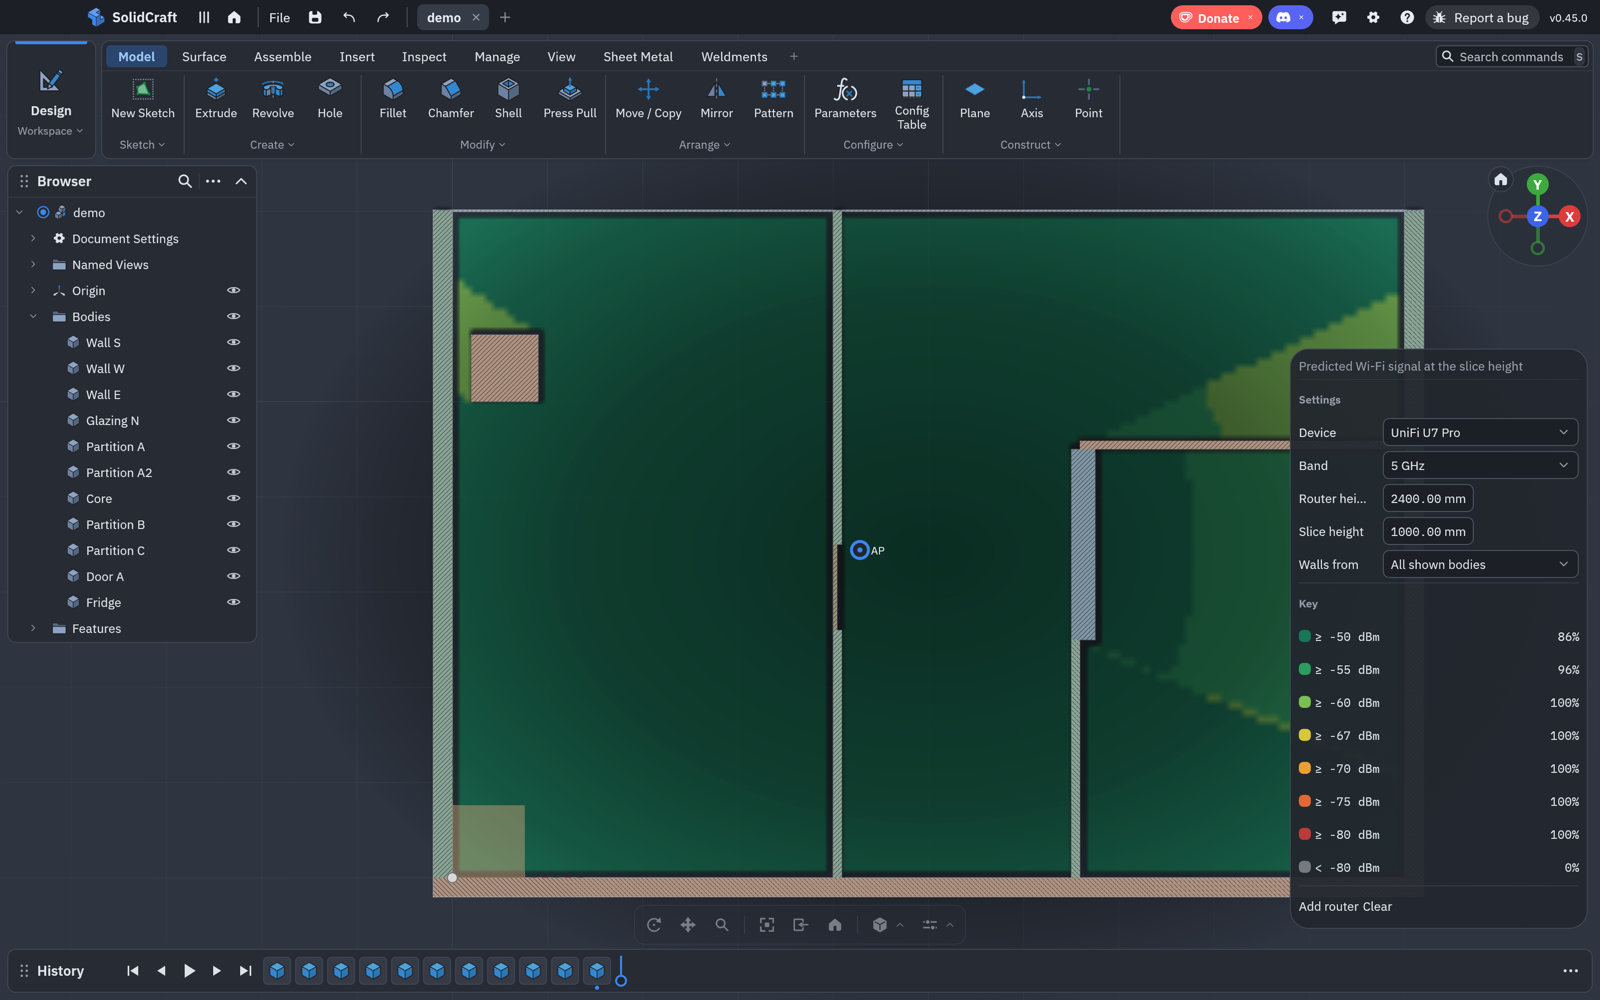 SolidCraft
File
demo
Donate
Report a bug
v0.45.0
Design
Workspace
Model
Surface
Assemble
Insert
Inspect
Manage
View
Sheet Metal
Weldments
Search commands
S
New Sketch
Extrude
Revolve
Hole
Fillet
Chamfer
Shell
Press Pull
Move / Copy
Mirror
Pattern
Parameters
Config
Table
Plane
Axis
Point
Sketch
Create
Modify
Arrange
Configure
Construct
Browser
demo
Document Settings
Named Views
Origin
Bodies
Wall S
Wall W
Wall E
Glazing N
Partition A
Partition A2
Core
Partition B
Partition C
Door A
Fridge
Features
AP
Y
Z
X
Predicted Wi-Fi signal at the slice height
Settings
Device
UniFi U7 Pro
Band
5 GHz
Router hei...
2400.00 mm
Slice height
1000.00 mm
Walls from
All shown bodies
Key
≥ -50 dBm 86%
≥ -55 dBm 96%
≥ -60 dBm 100%
≥ -67 dBm 100%
≥ -70 dBm 100%
≥ -75 dBm 100%
≥ -80 dBm 100%
< -80 dBm 0%
Add router Clear
History